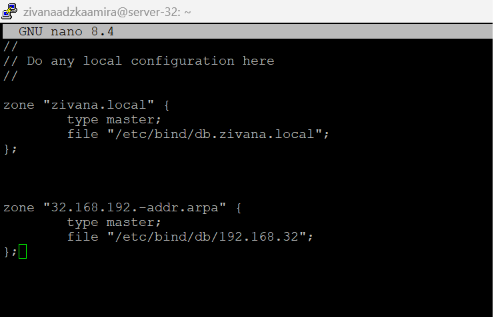 zivanaadzkaamira@server-32: ~
GNU nano 8.4
//
// Do any local configuration here
//
zone "zivana.local" {
type master;
file "/etc/bind/db.zivana.local";
};
zone "32.168.192.-addr.arpa" {
type master;
file "/etc/bind/db/192.168.32";
};